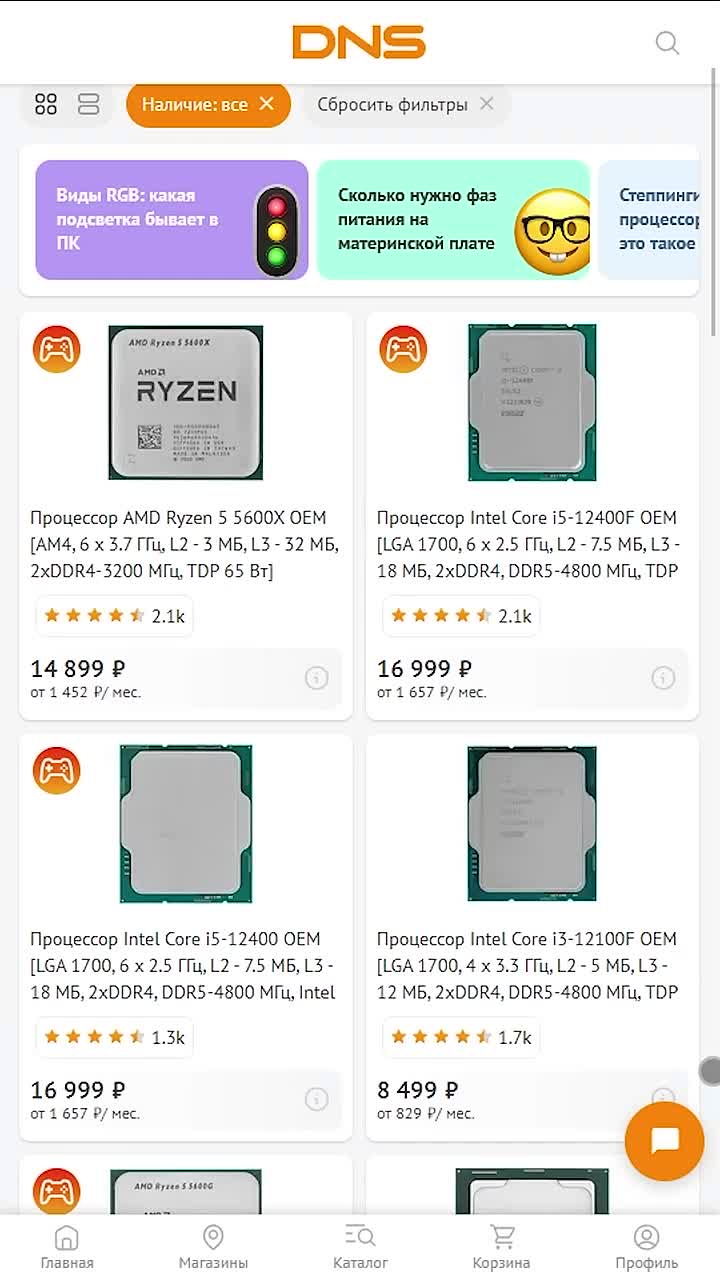 DNS
Наличие: все
Сбросить фильтры
Виды RGB: какая
подсветка бывает в
ПК
Сколько нужно фаз
питания на
материнской плате
Степпинги
процессор
это такое
AMD Ryzen 5 5600X
AMD
RYZEN
Процессор AMD Ryzen 5 5600X OEM
[AM4, 6 x 3.7 ГГц, L2 - 3 МБ, L3 - 32 МБ,
2xDDR4-3200 МГц, TDP 65 Вт]
2.1k
14 899 ₽
от 1 452 ₽/ мес.
Процессор Intel Core i5-12400F OEM
[LGA 1700, 6 x 2.5 ГГц, L2 - 7.5 МБ, L3 -
18 МБ, 2xDDR4, DDR5-4800 МГц, TDP
2.1k
16 999 ₽
от 1 657 ₽/ мес.
Процессор Intel Core i5-12400 OEM
[LGA 1700, 6 x 2.5 ГГц, L2 - 7.5 МБ, L3 -
18 МБ, 2xDDR4, DDR5-4800 МГц, Intel
1.3k
16 999 ₽
от 1 657 ₽/ мес.
Процессор Intel Core i3-12100F OEM
[LGA 1700, 4 x 3.3 ГГц, L2 - 5 МБ, L3 -
12 МБ, 2xDDR4, DDR5-4800 МГц, TDP
1.7k
8 499 ₽
от 829 ₽/ мес.
AMD Ryzen 5 5600G
Главная
Магазины
Каталог
Корзина
Профиль